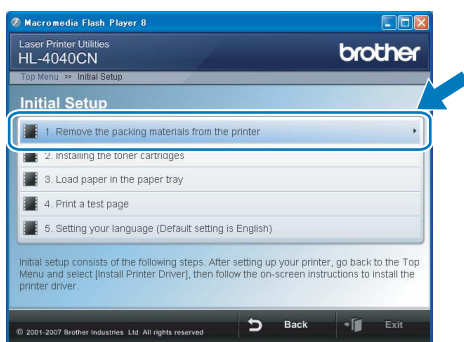 Macromedia Flash Player 8
Laser Printer Utilities
HL-4040CN
brother
Top Menu >> Initial Setup
Initial Setup
1. Remove the packing materials from the printer
2. Installing the toner cartridges
3. Load paper in the paper tray
4. Print a test page
5. Setting your language (Default setting is English)
Initial setup consists of the following steps. After setting up your printer, go back to the Top
Menu and select [Install Printer Driver], then follow the on-screen instructions to install the
printer driver.
© 2001-2007 Brother Industries Ltd. All rights reserved
Back
Exit